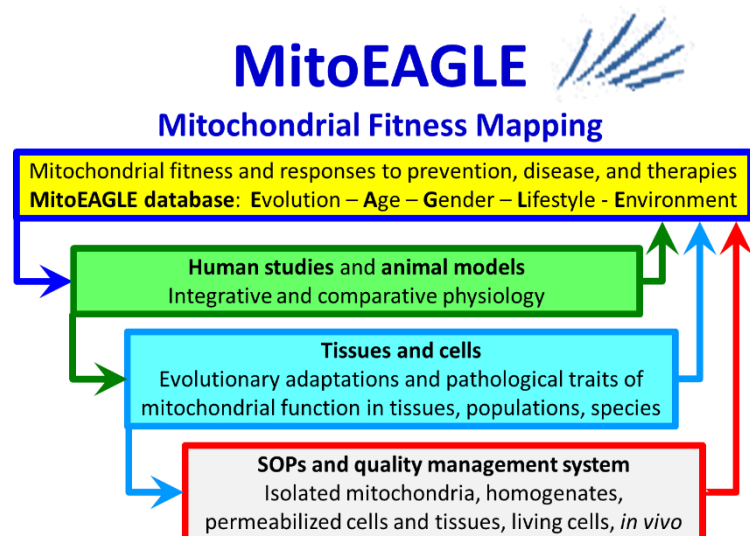 MitoEAGLE
Mitochondrial Fitness Mapping
Mitochondrial fitness and responses to prevention, disease, and therapies
MitoEAGLE database: Evolution – Age – Gender – Lifestyle - Environment
Human studies and animal models
Integrative and comparative physiology
Tissues and cells
Evolutionary adaptations and pathological traits of
mitochondrial function in tissues, populations, species
SOPs and quality management system
Isolated mitochondria, homogenates,
permeabilized cells and tissues, living cells, in vivo